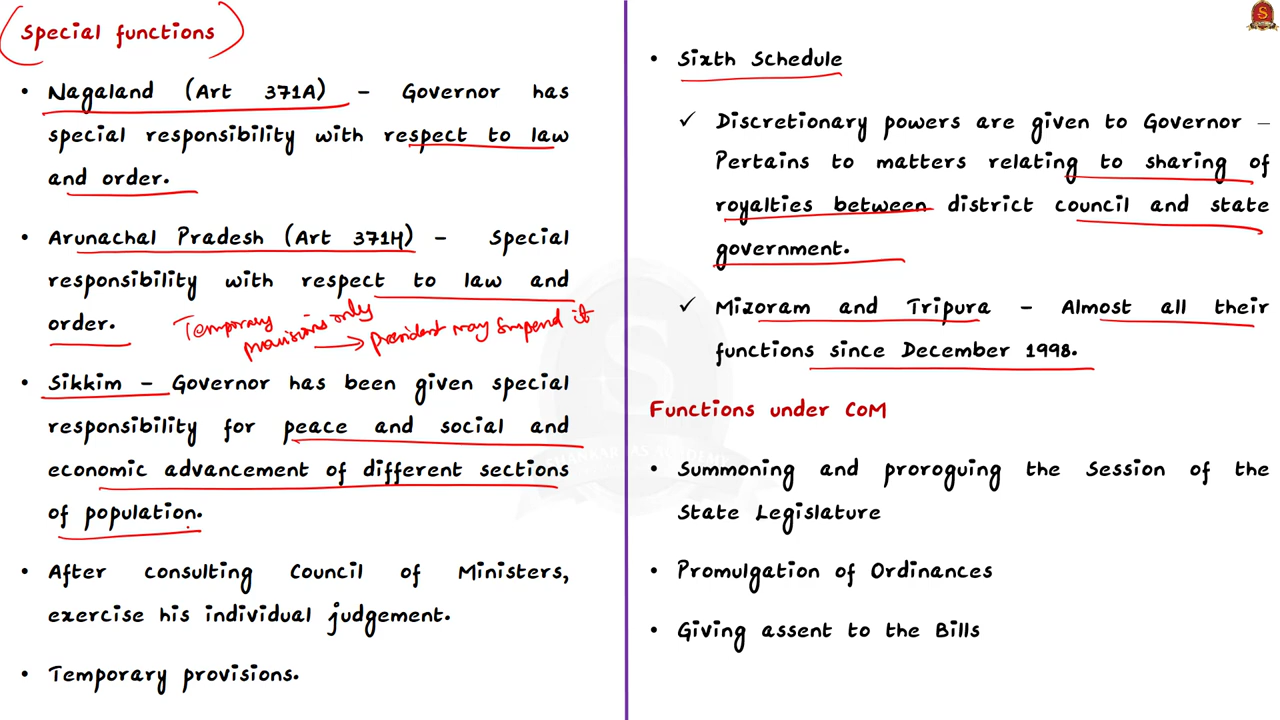 Special functions
• Nagaland (Art 371A) – Governor has
special responsibility with respect to law
and order.
• Arunachal Pradesh (Art 371H) – Special
responsibility with respect to law and
order.
Temporary
provisions only
→ president may suspend it
• Sikkim – Governor has been given special
responsibility for peace and social and
economic advancement of different sections
of population.
• After consulting Council of Ministers,
exercise his individual judgement.
• Temporary provisions.
• Sixth Schedule
✓ Discretionary powers are given to Governor –
Pertains to matters relating to sharing of
royalties between district council and state
government.
✓ Mizoram and Tripura – Almost all their
functions since December 1998.
Functions under CoM
• Summoning and proroguing the Session of the
State Legislature
• Promulgation of Ordinances
• Giving assent to the Bills